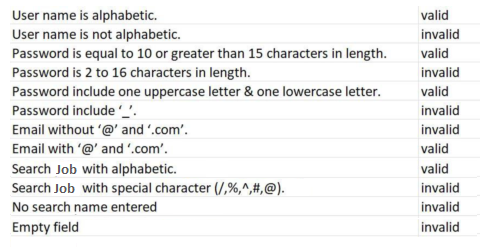 User name is alphabetic. valid
User name is not alphabetic. invalid
Password is equal to 10 or greater than 15 characters in length. valid
Password is 2 to 16 characters in length. invalid
Password include one uppercase letter & one lowercase letter. valid
Password include ‘_’. invalid
Email without ‘@’ and ‘.com’. invalid
Email with ‘@’ and ‘.com’. valid
Search Job with alphabetic. valid
Search Job with special character (/,%,^,#,@). invalid
No search name entered invalid
Empty field invalid